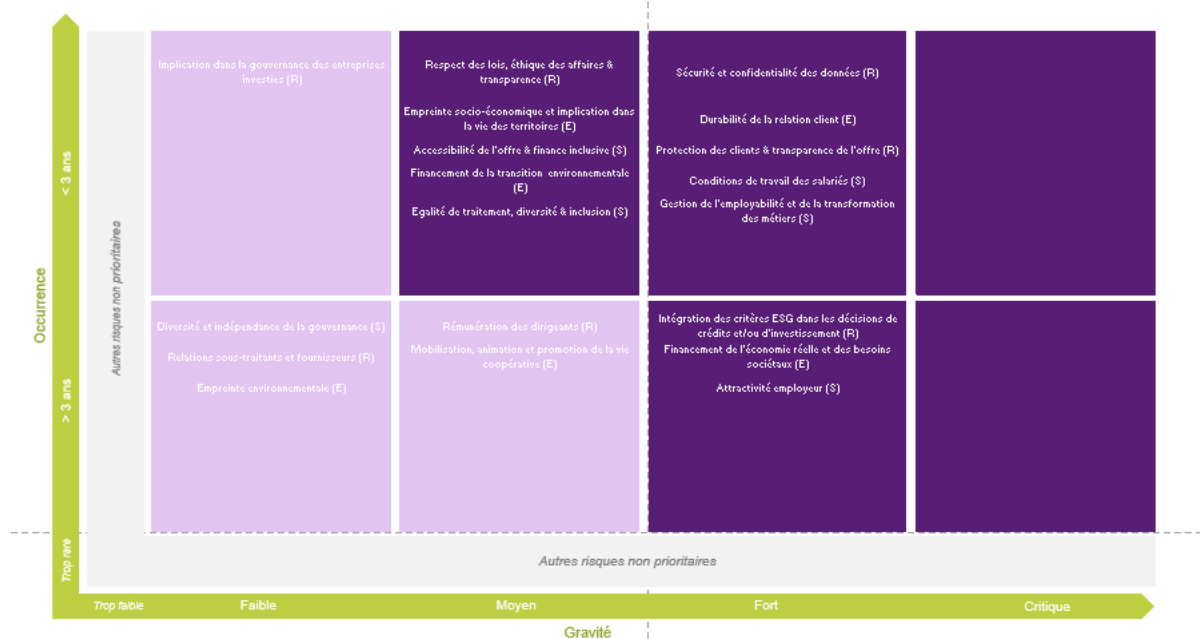 Implication dans la gouvernance des entreprises
investies (R)
Respect des lois, éthique des affaires &
transparence (R)
Empreinte socio-économique et implication dans
la vie des territoires (E)
Accessibilité de l'offre & finance inclusive (S)
Financement de la transition environnementale
(E)
Egalité de traitement, diversité & inclusion (S)
Sécurité et confidentialité des données (R)
Durabilité de la relation client (E)
Protection des clients & transparence de l'offre (R)
Conditions de travail des salariés (S)
Gestion de l'employabilité et de la transformation
des métiers (S)
Diversité et indépendance de la gouvernance (S)
Relations sous-traitants et fournisseurs (R)
Empreinte environnementale (E)
Rémunération des dirigeants (R)
Mobilisation, animation et promotion de la vie
coopérative (E)
Intégration des critères ESG dans les décisions de
crédits et/ou d'investissement (R)
Financement de l'économie réelle et des besoins
sociétaux (E)
Attractivité employeur (S)
Occurrence
< 3 ans
> 3 ans
Trop rare
Autres risques non prioritaires
Autres risques non prioritaires
Trop faible
Faible
Moyen
Fort
Critique
Gravité